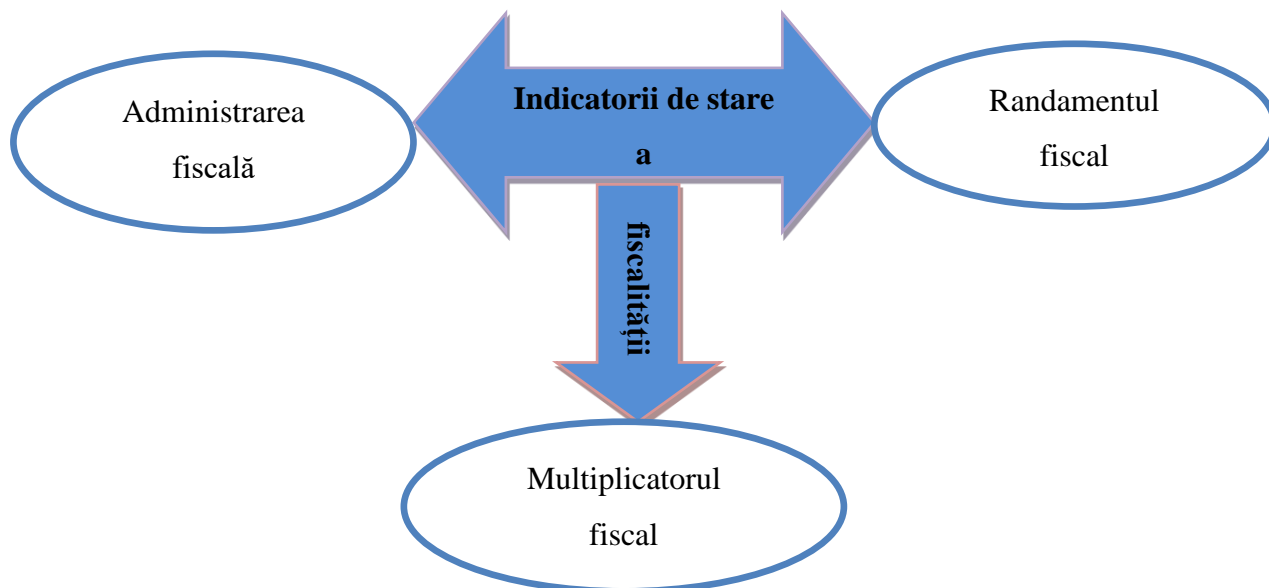 Administrarea
fiscală
Indicatorii de stare
a
fiscalității
Randamentul
fiscal
Multiplicatorul
fiscal